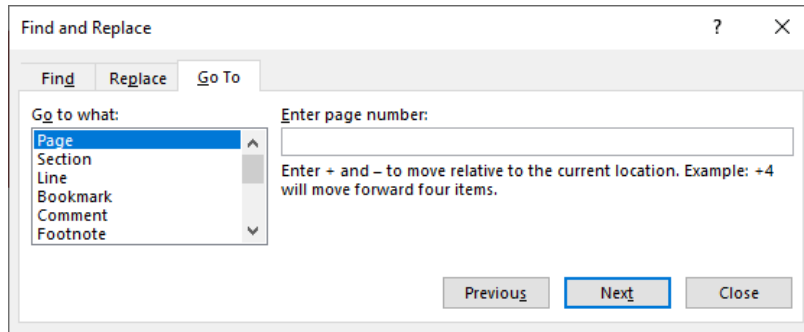 Find and Replace
?
Find
Replace
Go To
Go to what:
Page
Section
Line
Bookmark
Comment
Footnote
Enter page number:
Enter + and – to move relative to the current location. Example: +4
will move forward four items.
Previous
Next
Close